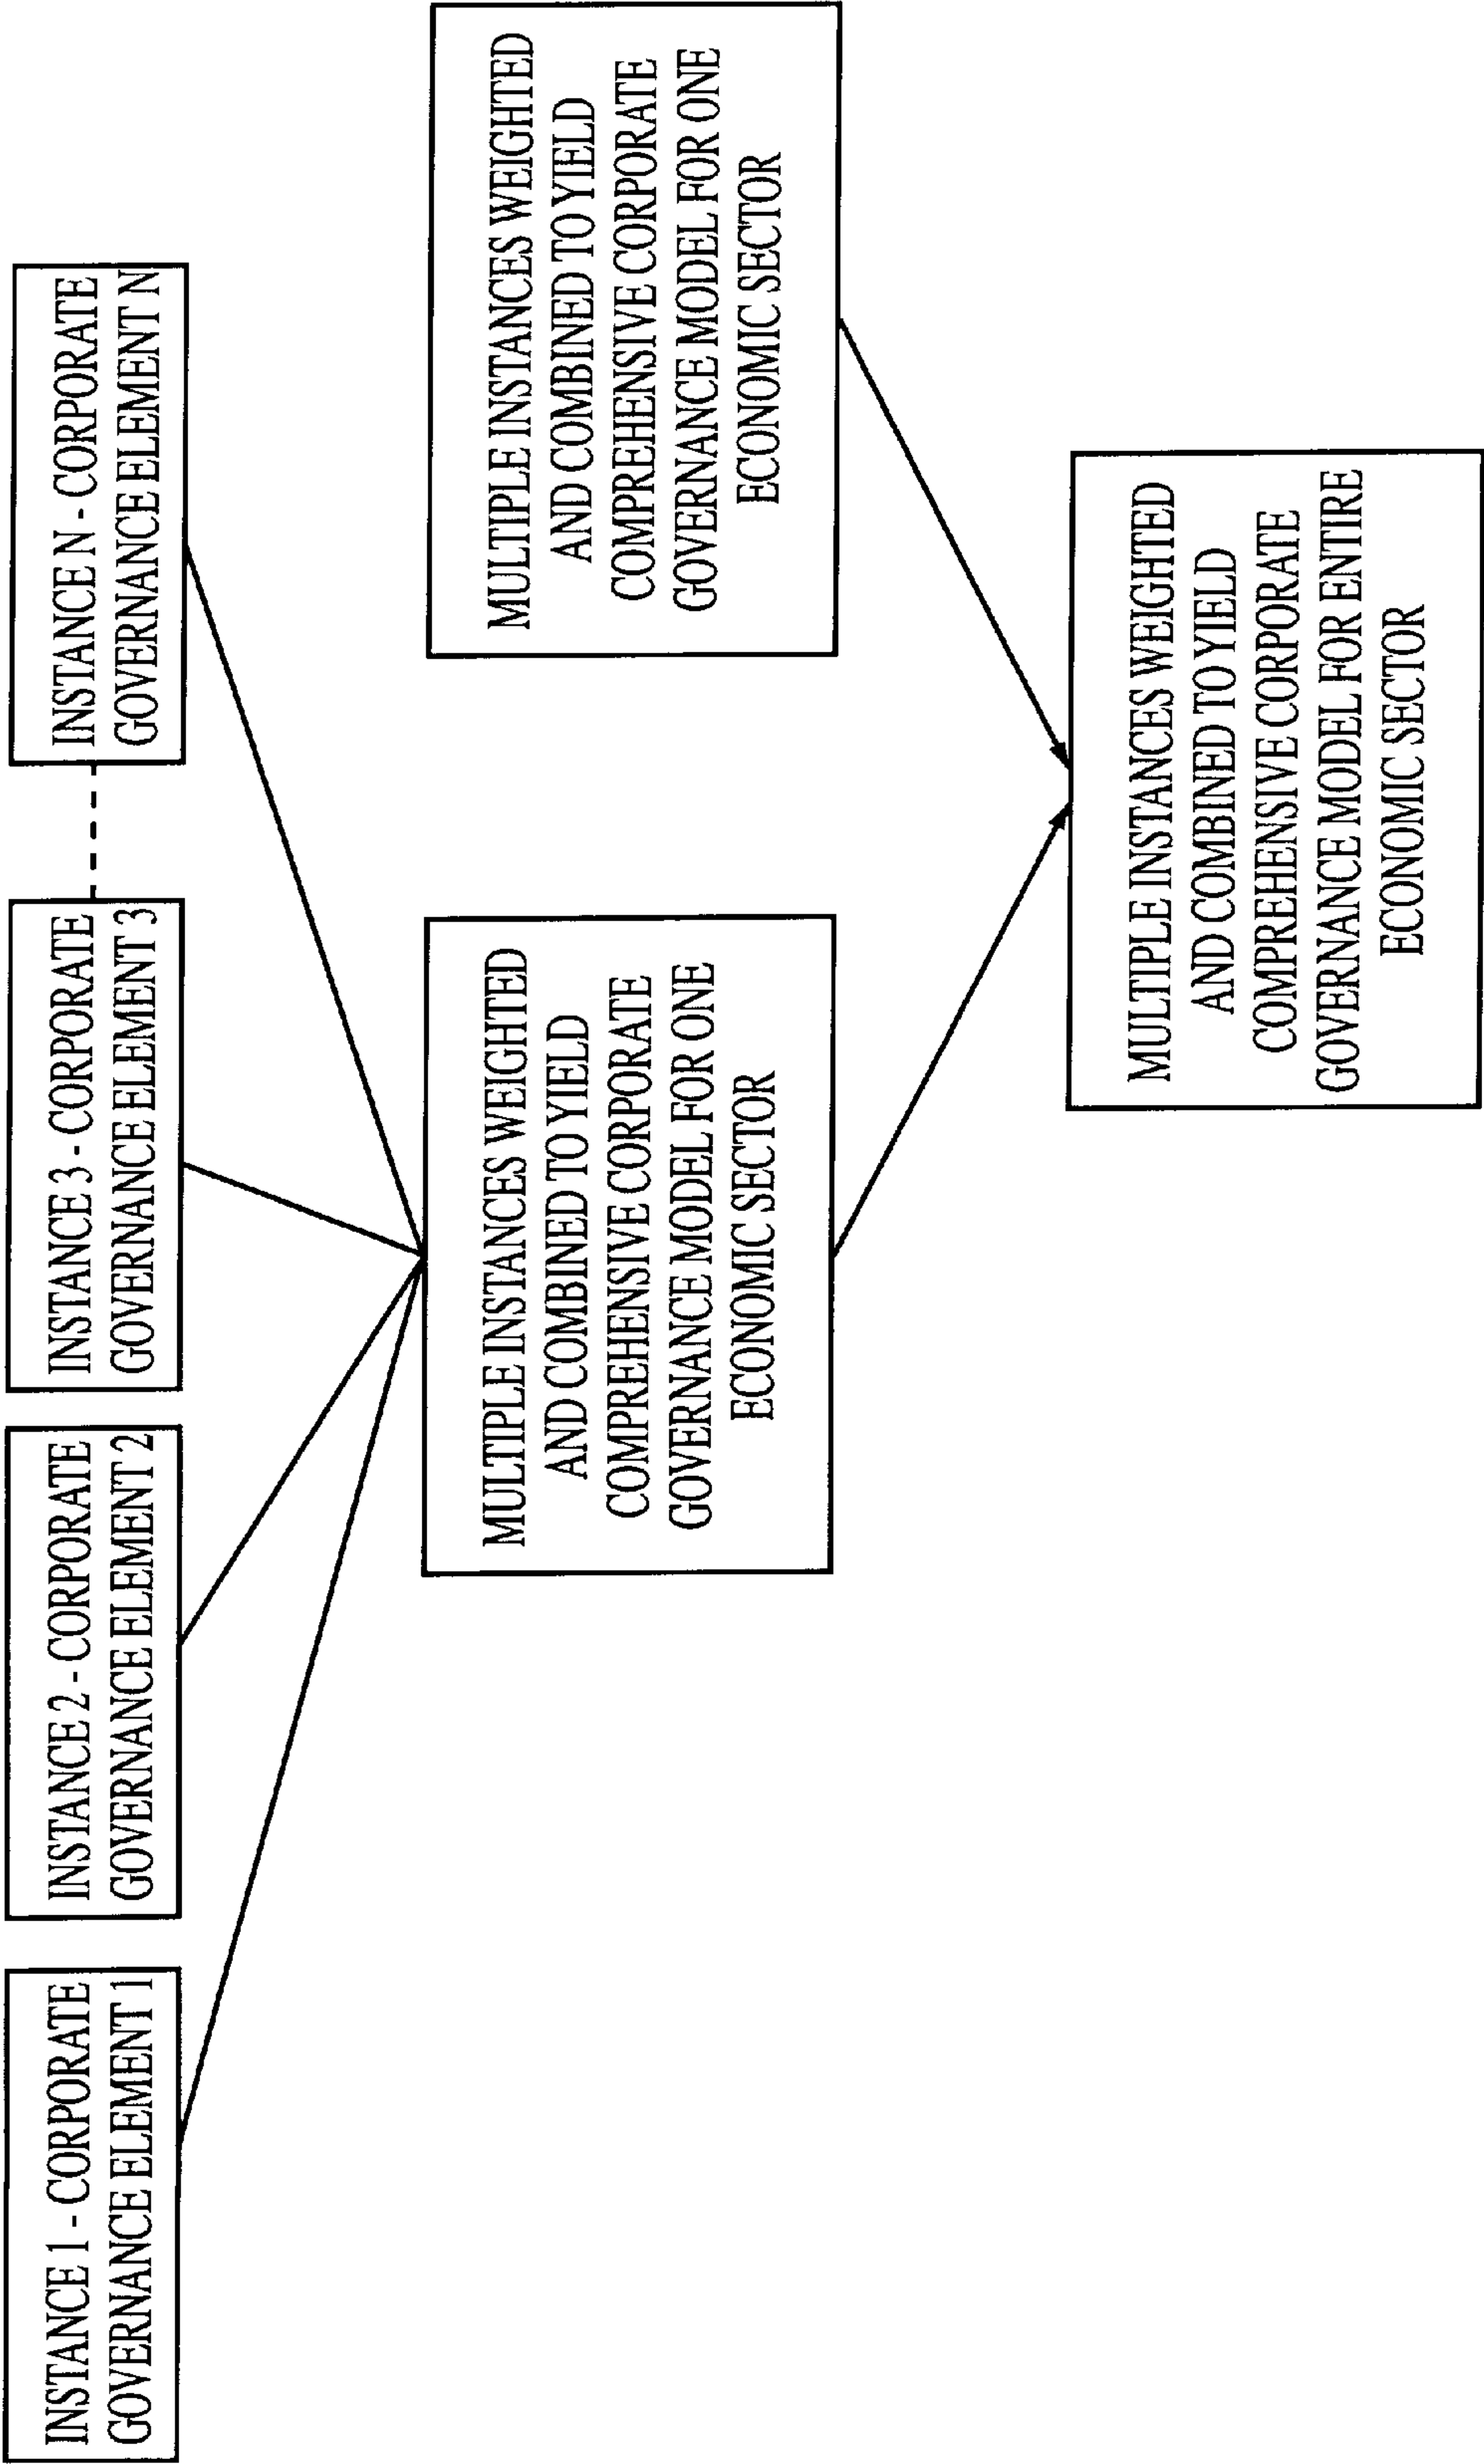 INSTANCE 1 - CORPORATE
GOVERNANCE ELEMENT 1
INSTANCE 2 - CORPORATE
GOVERNANCE ELEMENT 2
INSTANCE 3 - CORPORATE
GOVERNANCE ELEMENT 3
INSTANCE N - CORPORATE
GOVERNANCE ELEMENT N
MULTIPLE INSTANCES WEIGHTED
AND COMBINED TO YIELD
COMPREHENSIVE CORPORATE
GOVERNANCE MODEL FOR ONE
ECONOMIC SECTOR
MULTIPLE INSTANCES WEIGHTED
AND COMBINED TO YIELD
COMPREHENSIVE CORPORATE
GOVERNANCE MODEL FOR ONE
ECONOMIC SECTOR
MULTIPLE INSTANCES WEIGHTED
AND COMBINED TO YIELD
COMPREHENSIVE CORPORATE
GOVERNANCE MODEL FOR ENTIRE
ECONOMIC SECTOR